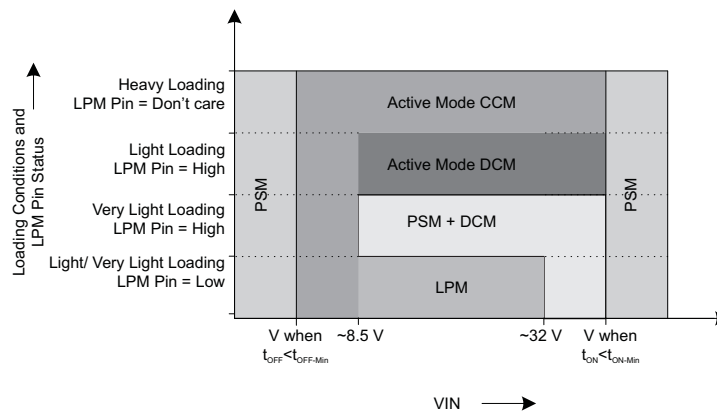 Heavy Loading
LPM Pin = Don't care
Active Mode CCM
Light Loading
LPM Pin = High
Active Mode DCM
Loading Conditions and
LPM Pin Status
PSM
PSM
Very Light Loading
LPM Pin = High
PSM + DCM
Light/ Very Light Loading
LPM Pin = Low
LPM
V when
tOFF<tOFF-Min
~8.5 V
~32 V
V when
tON<tON-Min
VIN